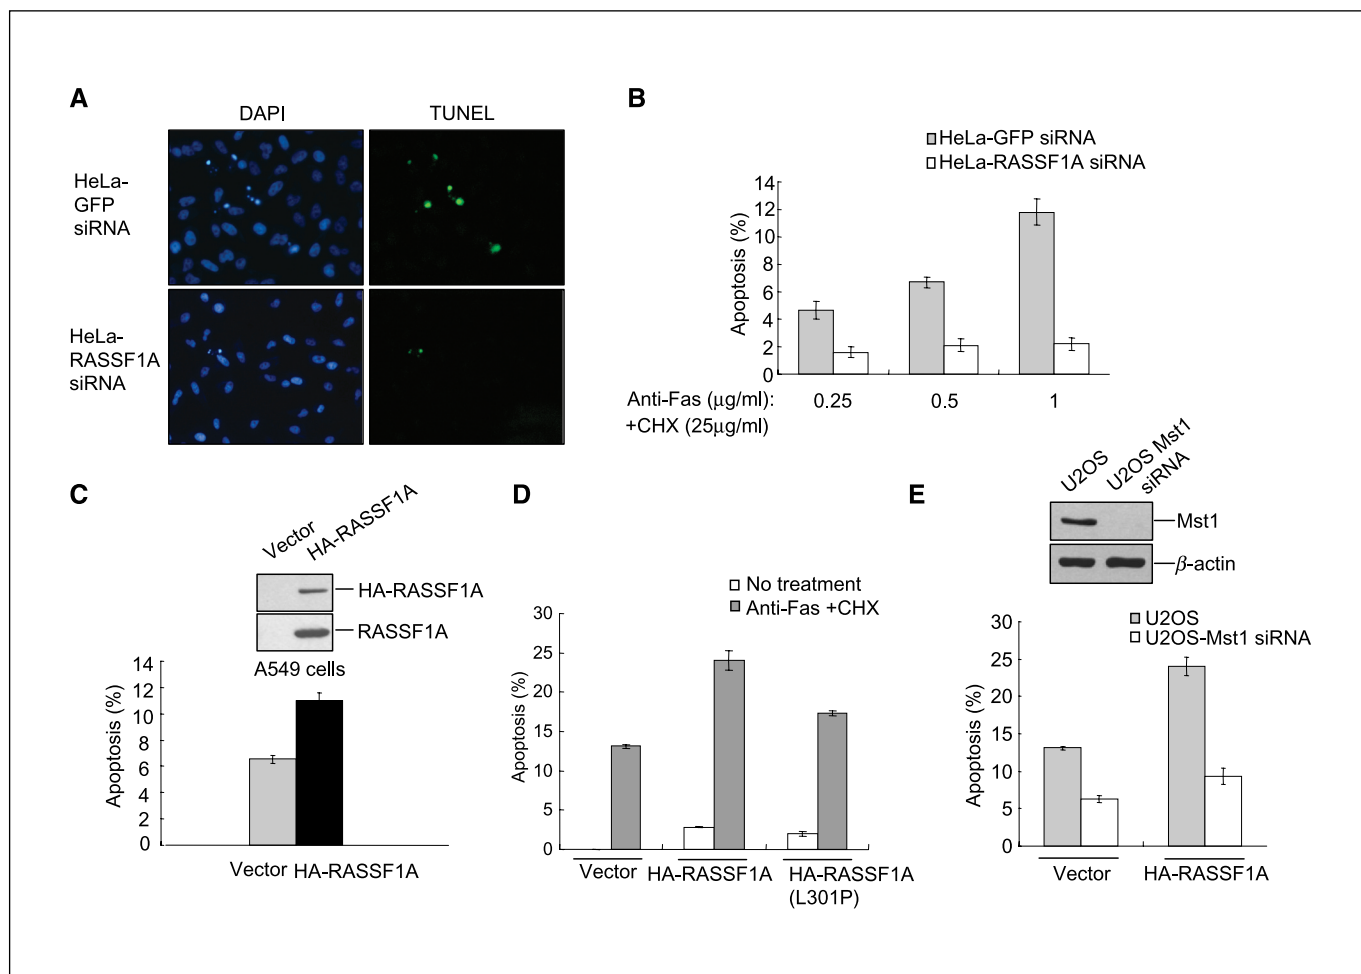 A
DAPI
TUNEL
HeLa-
GFP
siRNA
HeLa-
RASSF1A
siRNA
B
HeLa-GFP siRNA
HeLa-RASSF1A siRNA
Apoptosis (%)
14
12
10
8
6
4
2
0
Anti-Fas (μg/ml):
0.25
0.5
1
+CHX (25μg/ml)
C
Vector
HA-RASSF1A
HA-RASSF1A
RASSF1A
A549 cells
Apoptosis (%)
14
12
10
8
6
4
2
0
Vector
HA-RASSF1A
D
No treatment
Anti-Fas +CHX
Apoptosis (%)
30
25
20
15
10
5
0
Vector
HA-RASSF1A
HA-RASSF1A
(L301P)
E
U2OS
U2OS Mst1
siRNA
Mst1
β-actin
U2OS
U2OS-Mst1 siRNA
Apoptosis (%)
30
25
20
15
10
5
0
Vector
HA-RASSF1A